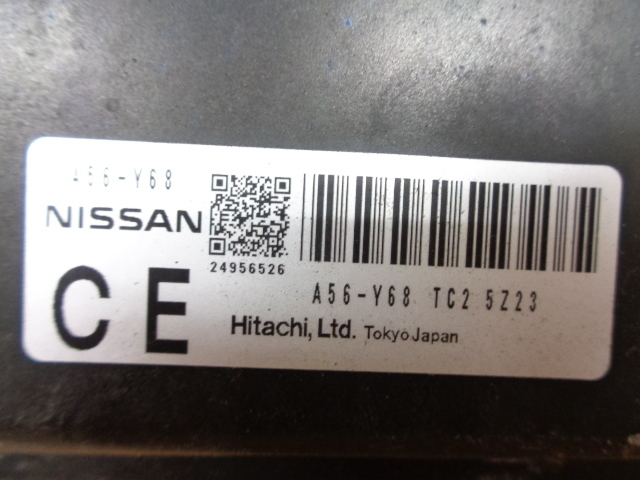 A56-Y68
NISSAN
24956526
C E
A56-Y68 TC2 5Z23
Hitachi, Ltd. Tokyo Japan